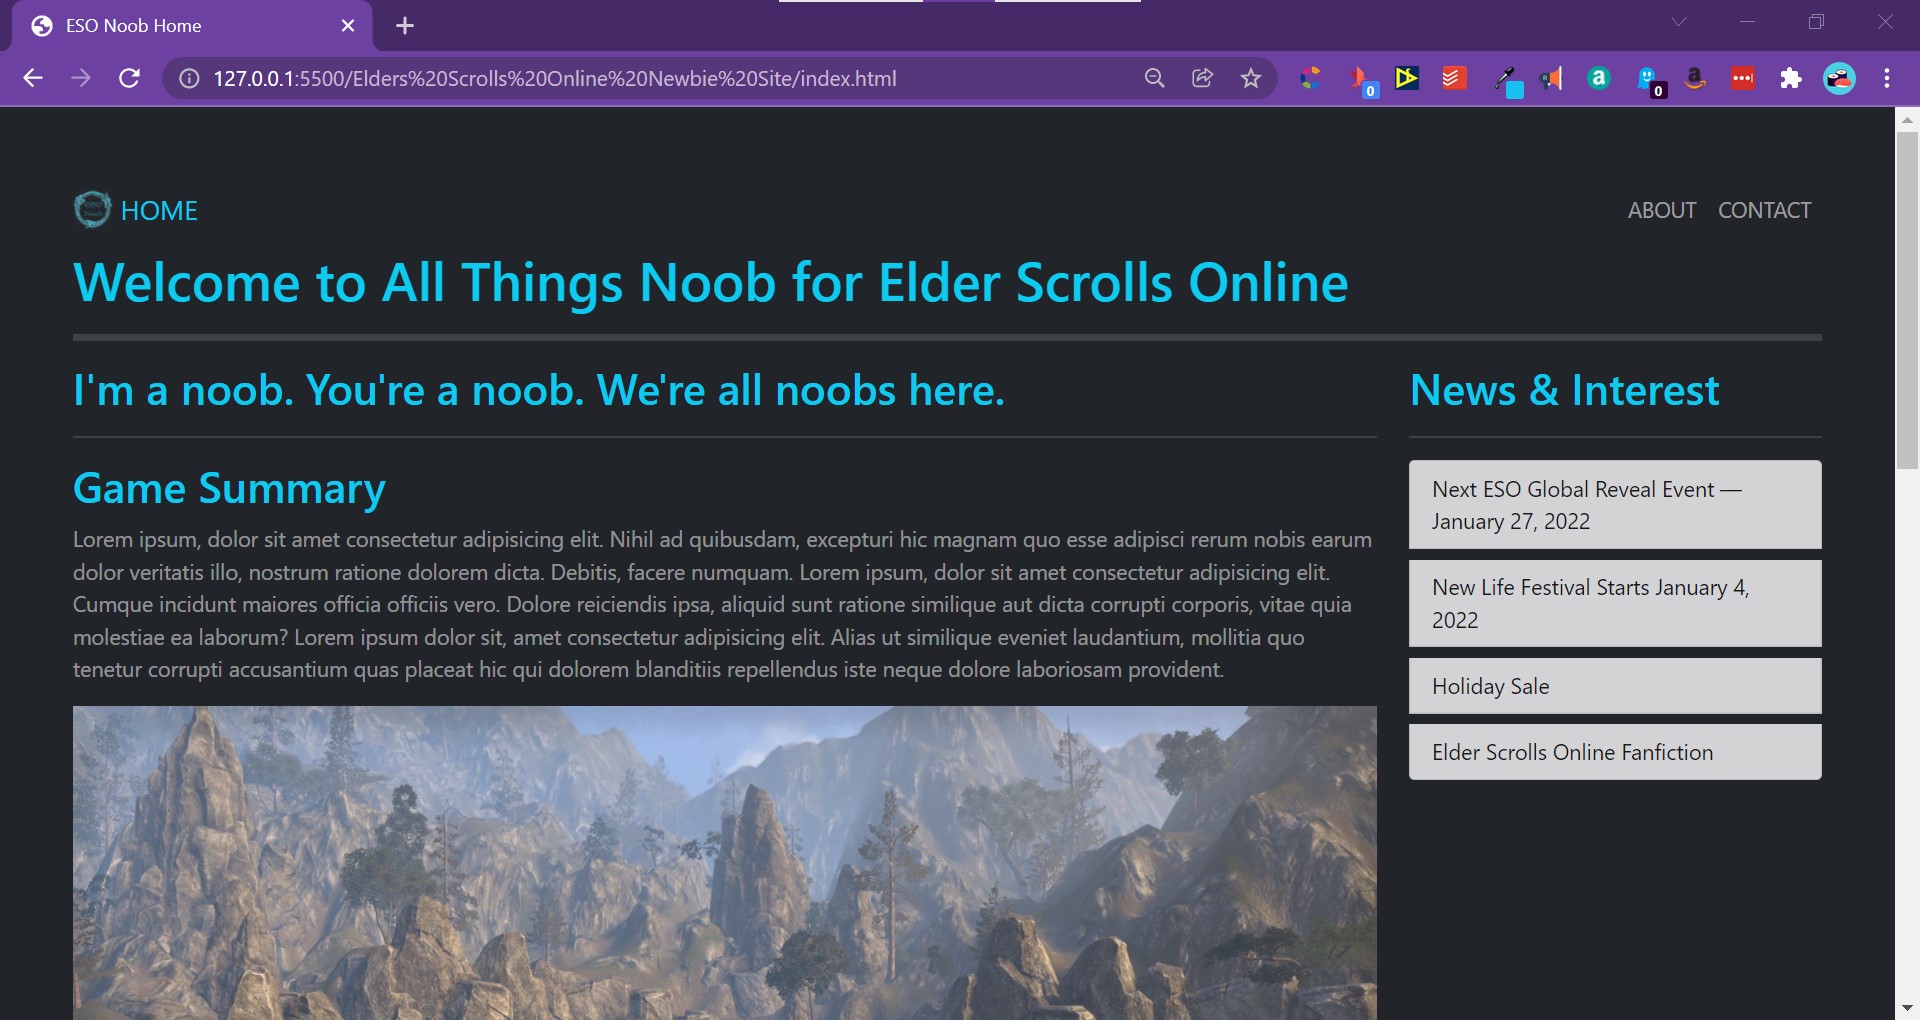 ESO Noob Home
127.0.0.1:5500/Elders%20Scrolls%20Online%20Newbie%20Site/index.html
0
0
HOME
ABOUT CONTACT
Welcome to All Things Noob for Elder Scrolls Online
I'm a noob. You're a noob. We're all noobs here.
Game Summary
Lorem ipsum, dolor sit amet consectetur adipisicing elit. Nihil ad quibusdam, excepturi hic magnam quo esse adipisci rerum nobis earum
dolor veritatis illo, nostrum ratione dolorem dicta. Debitis, facere numquam. Lorem ipsum, dolor sit amet consectetur adipisicing elit.
Cumque incidunt maiores officia officiis vero. Dolore reiciendis ipsa, aliquid sunt ratione similique aut dicta corrupti corporis, vitae quia
molestiae ea laborum? Lorem ipsum dolor sit, amet consectetur adipisicing elit. Alias ut similique eveniet laudantium, mollitia quo
tenetur corrupti accusantium quas placeat hic qui dolorem blanditiis repellendus iste neque dolore laboriosam provident.
News & Interest
Next ESO Global Reveal Event —
January 27, 2022
New Life Festival Starts January 4,
2022
Holiday Sale
Elder Scrolls Online Fanfiction